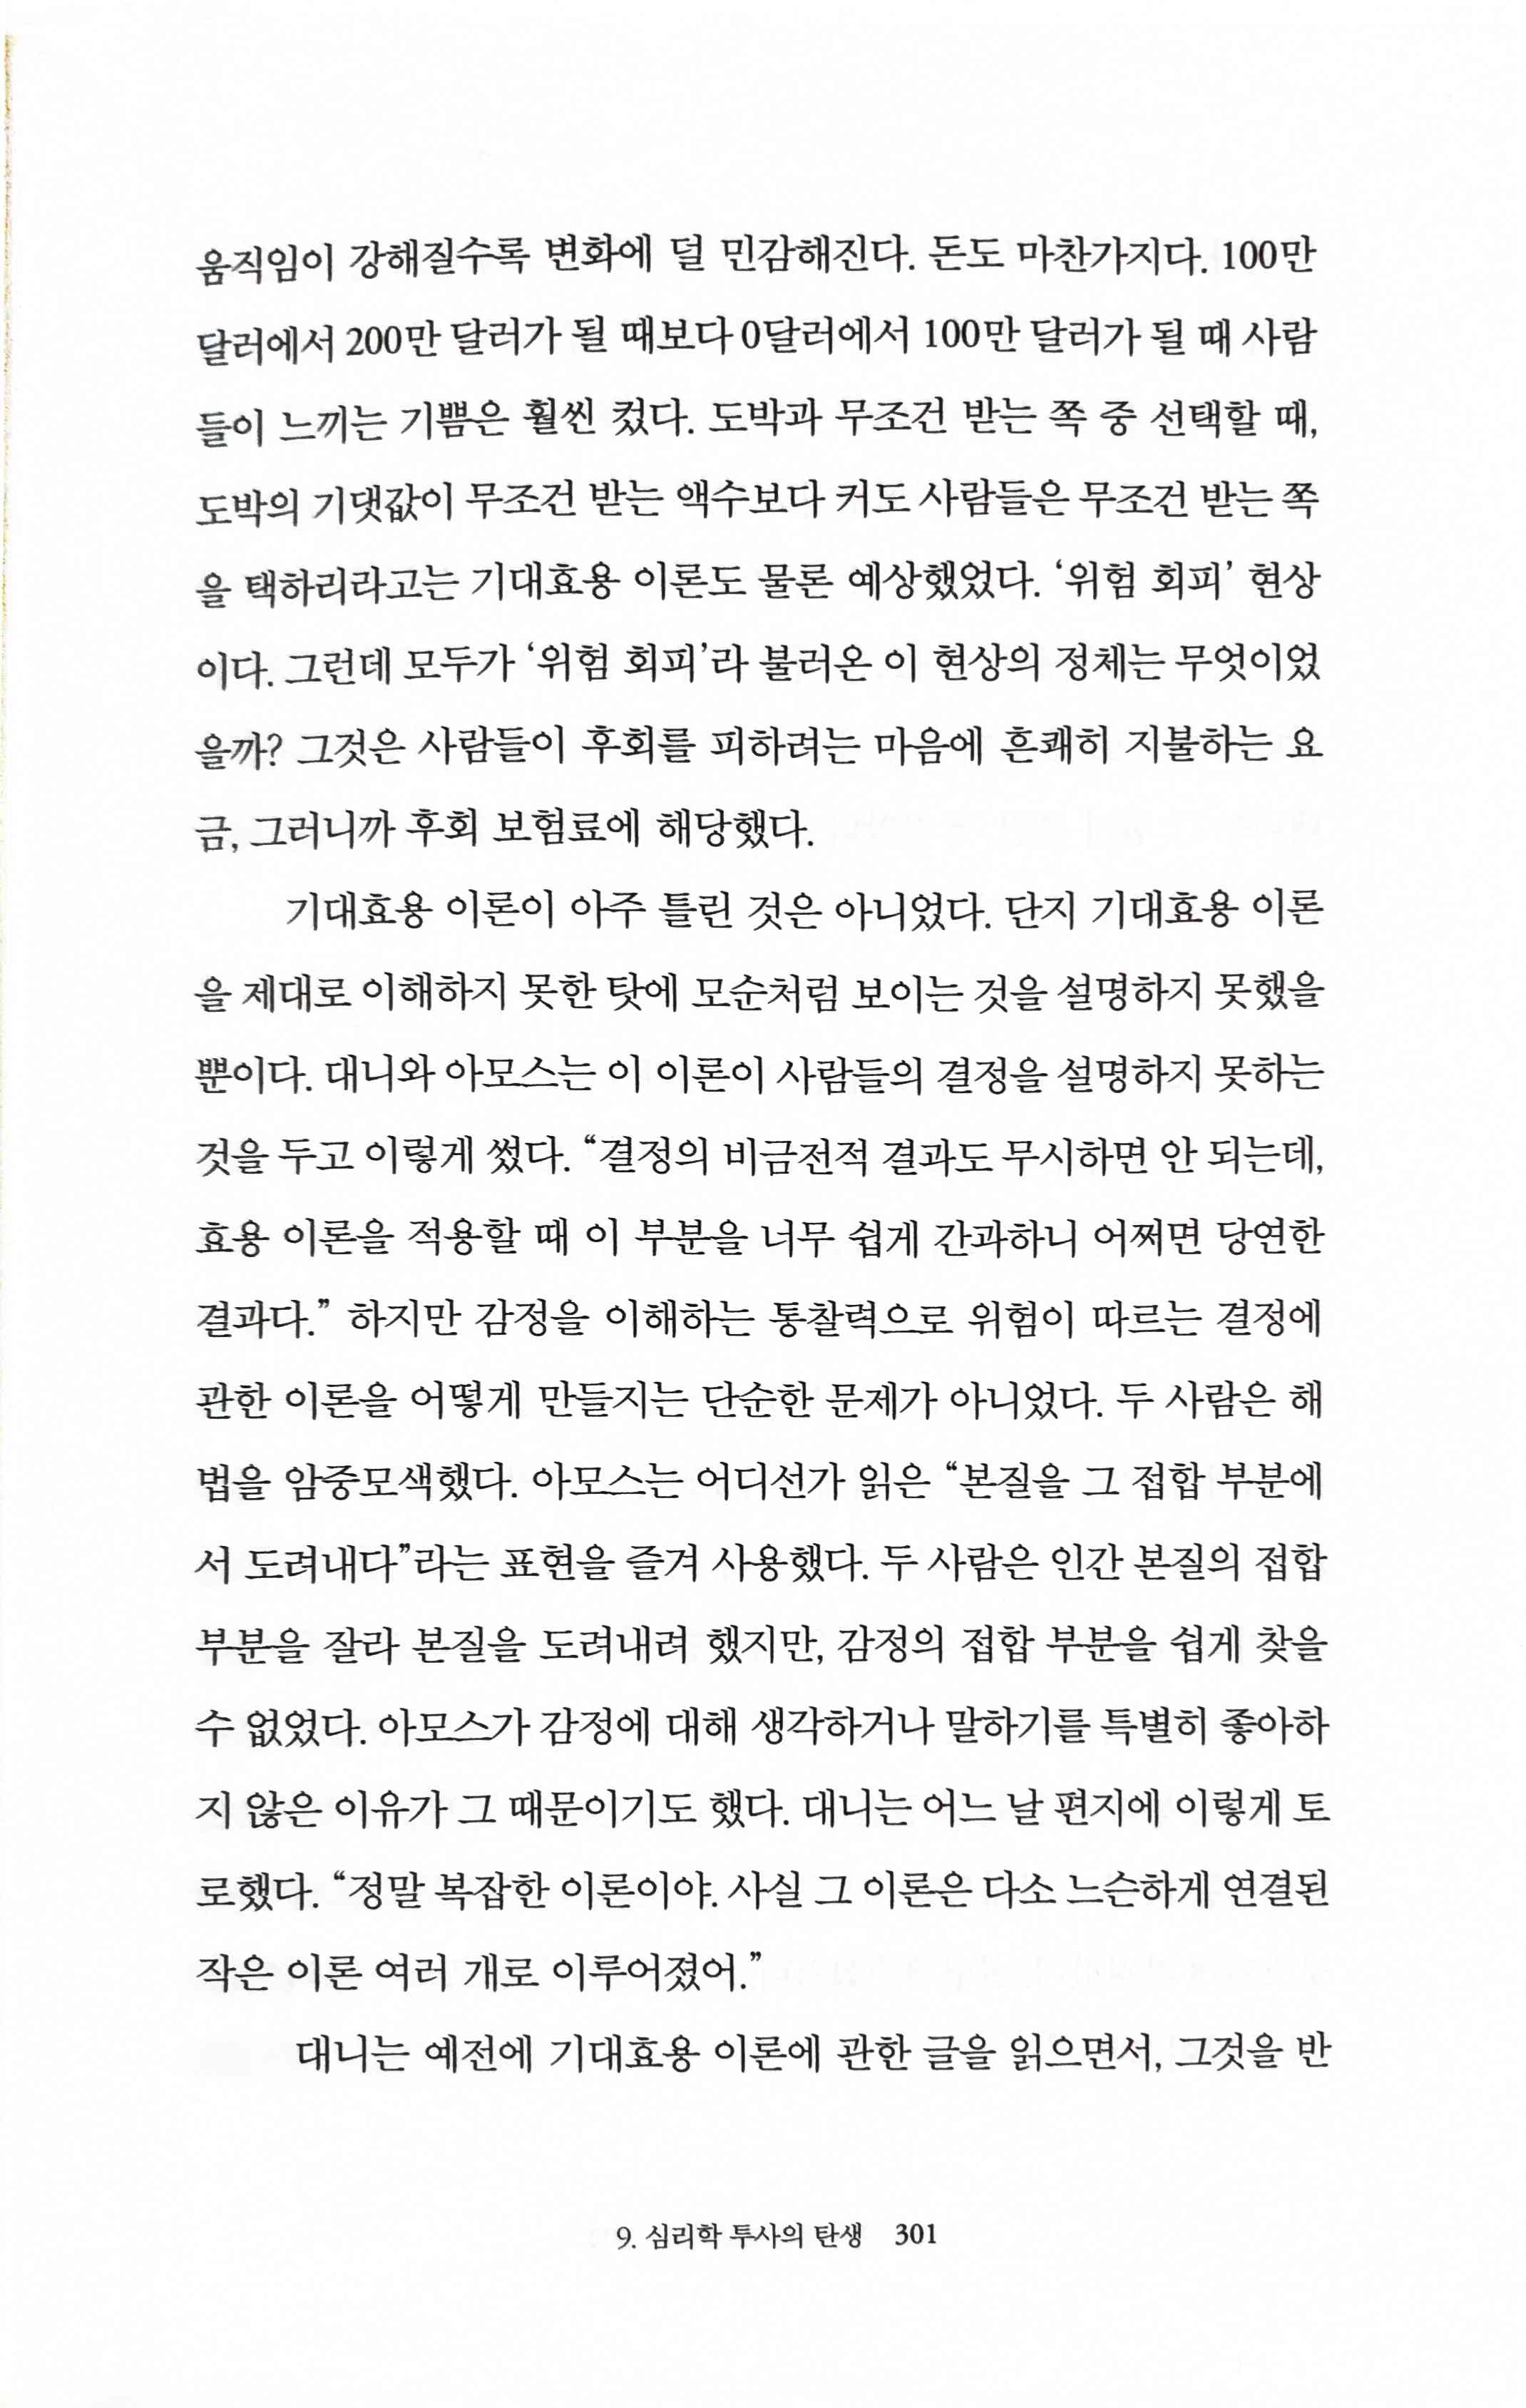 움직임이 강해질수록 변화에 덜 민감해진다. 돈도 마찬가지다. 100만
달러에서 200만 달러가 될 때보다 0달러에서 100만 달러가 될 때 사람
들이 느끼는 기쁨은 훨씬 컸다. 도박과 무조건 받는 쪽 중 선택할 때,
도박의 기댓값이 무조건 받는 액수보다 커도 사람들은 무조건 받는 쪽
을 택하리라고는 기대효용 이론도 물론 예상했었다. ‘위험 회피’ 현상
이다. 그런데 모두가 ‘위험 회피’라 불러온 이 현상의 정체는 무엇이었
을까? 그것은 사람들이 후회를 피하려는 마음에 흔쾌히 지불하는 요
금, 그러니까 후회 보험료에 해당했다.
기대효용 이론이 아주 틀린 것은 아니었다. 단지 기대효용 이론
을 제대로 이해하지 못한 탓에 모순처럼 보이는 것을 설명하지 못했을
뿐이다. 대니와 아모스는 이 이론이 사람들의 결정을 설명하지 못하는
것을 두고 이렇게 썼다. “결정의 비금전적 결과도 무시하면 안 되는데,
효용 이론을 적용할 때 이 부분을 너무 쉽게 간과하니 어쩌면 당연한
결과다.” 하지만 감정을 이해하는 통찰력으로 위험이 따르는 결정에
관한 이론을 어떻게 만들지는 단순한 문제가 아니었다. 두 사람은 해
법을 암중모색했다. 아모스는 어디선가 읽은 “본질을 그 접합 부분에
서 도려내다”라는 표현을 즐겨 사용했다. 두 사람은 인간 본질의 접합
부분을 잘라 본질을 도려내려 했지만, 감정의 접합 부분을 쉽게 찾을
수 없었다. 아모스가 감정에 대해 생각하거나 말하기를 특별히 좋아하
지 않은 이유가 그 때문이기도 했다. 대니는 어느 날 편지에 이렇게 토
로했다. “정말 복잡한 이론이야. 사실 그 이론은 다소 느슨하게 연결된
작은 이론 여러 개로 이루어졌어.”
대니는 예전에 기대효용 이론에 관한 글을 읽으면서, 그것을 반
9. 심리학 투사의 탄생 301